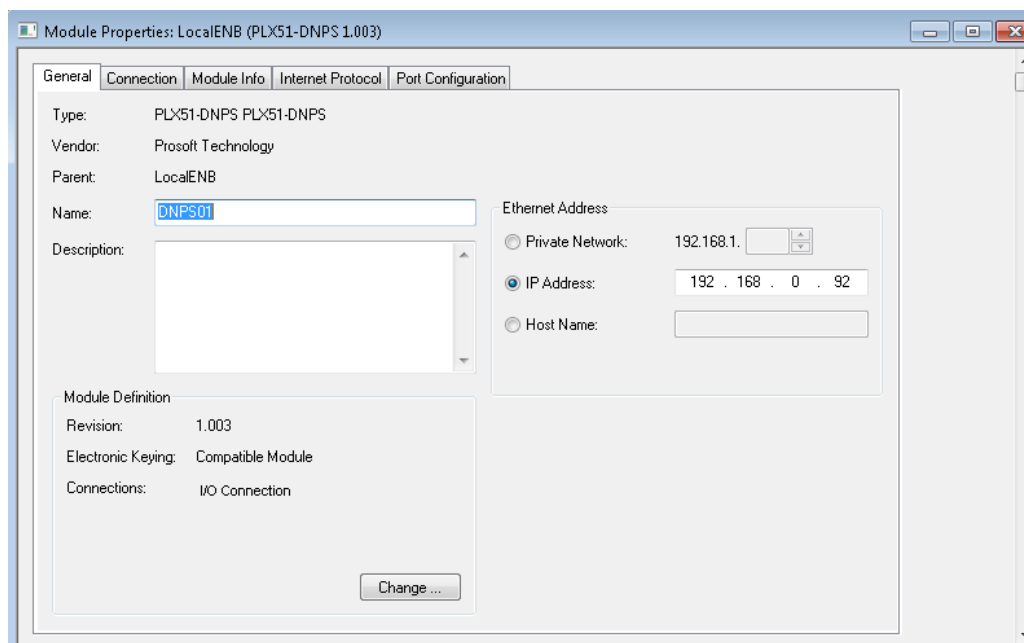 Module Properties: LocalENB (PLX51-DNPS 1.003)
General Connection Module Info Internet Protocol Port Configuration
Type: PLX51-DNPS PLX51-DNPS
Vendor: Prosoft Technology
Parent: LocalENB
Name: DNPS01
Description:
Ethernet Address
Private Network: 192.168.1.
IP Address: 192 . 168 . 0 . 92
Host Name:
Module Definition
Revision: 1.003
Electronic Keying: Compatible Module
Connections: I/O Connection
Change ...